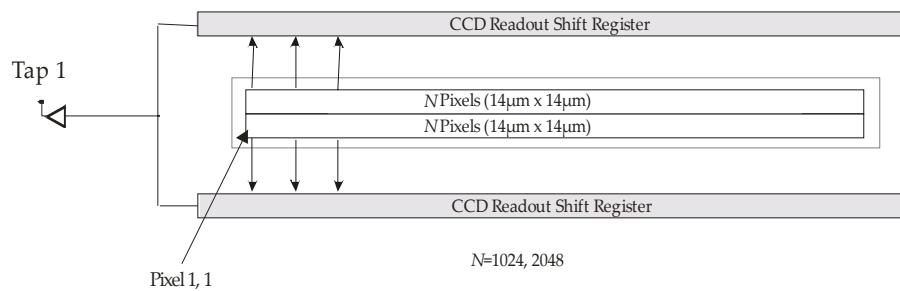 CCD Readout Shift Register
Tap 1
N Pixels (14µm x 14µm)
N Pixels (14µm x 14µm)
CCD Readout Shift Register
N=1024, 2048
Pixel 1, 1